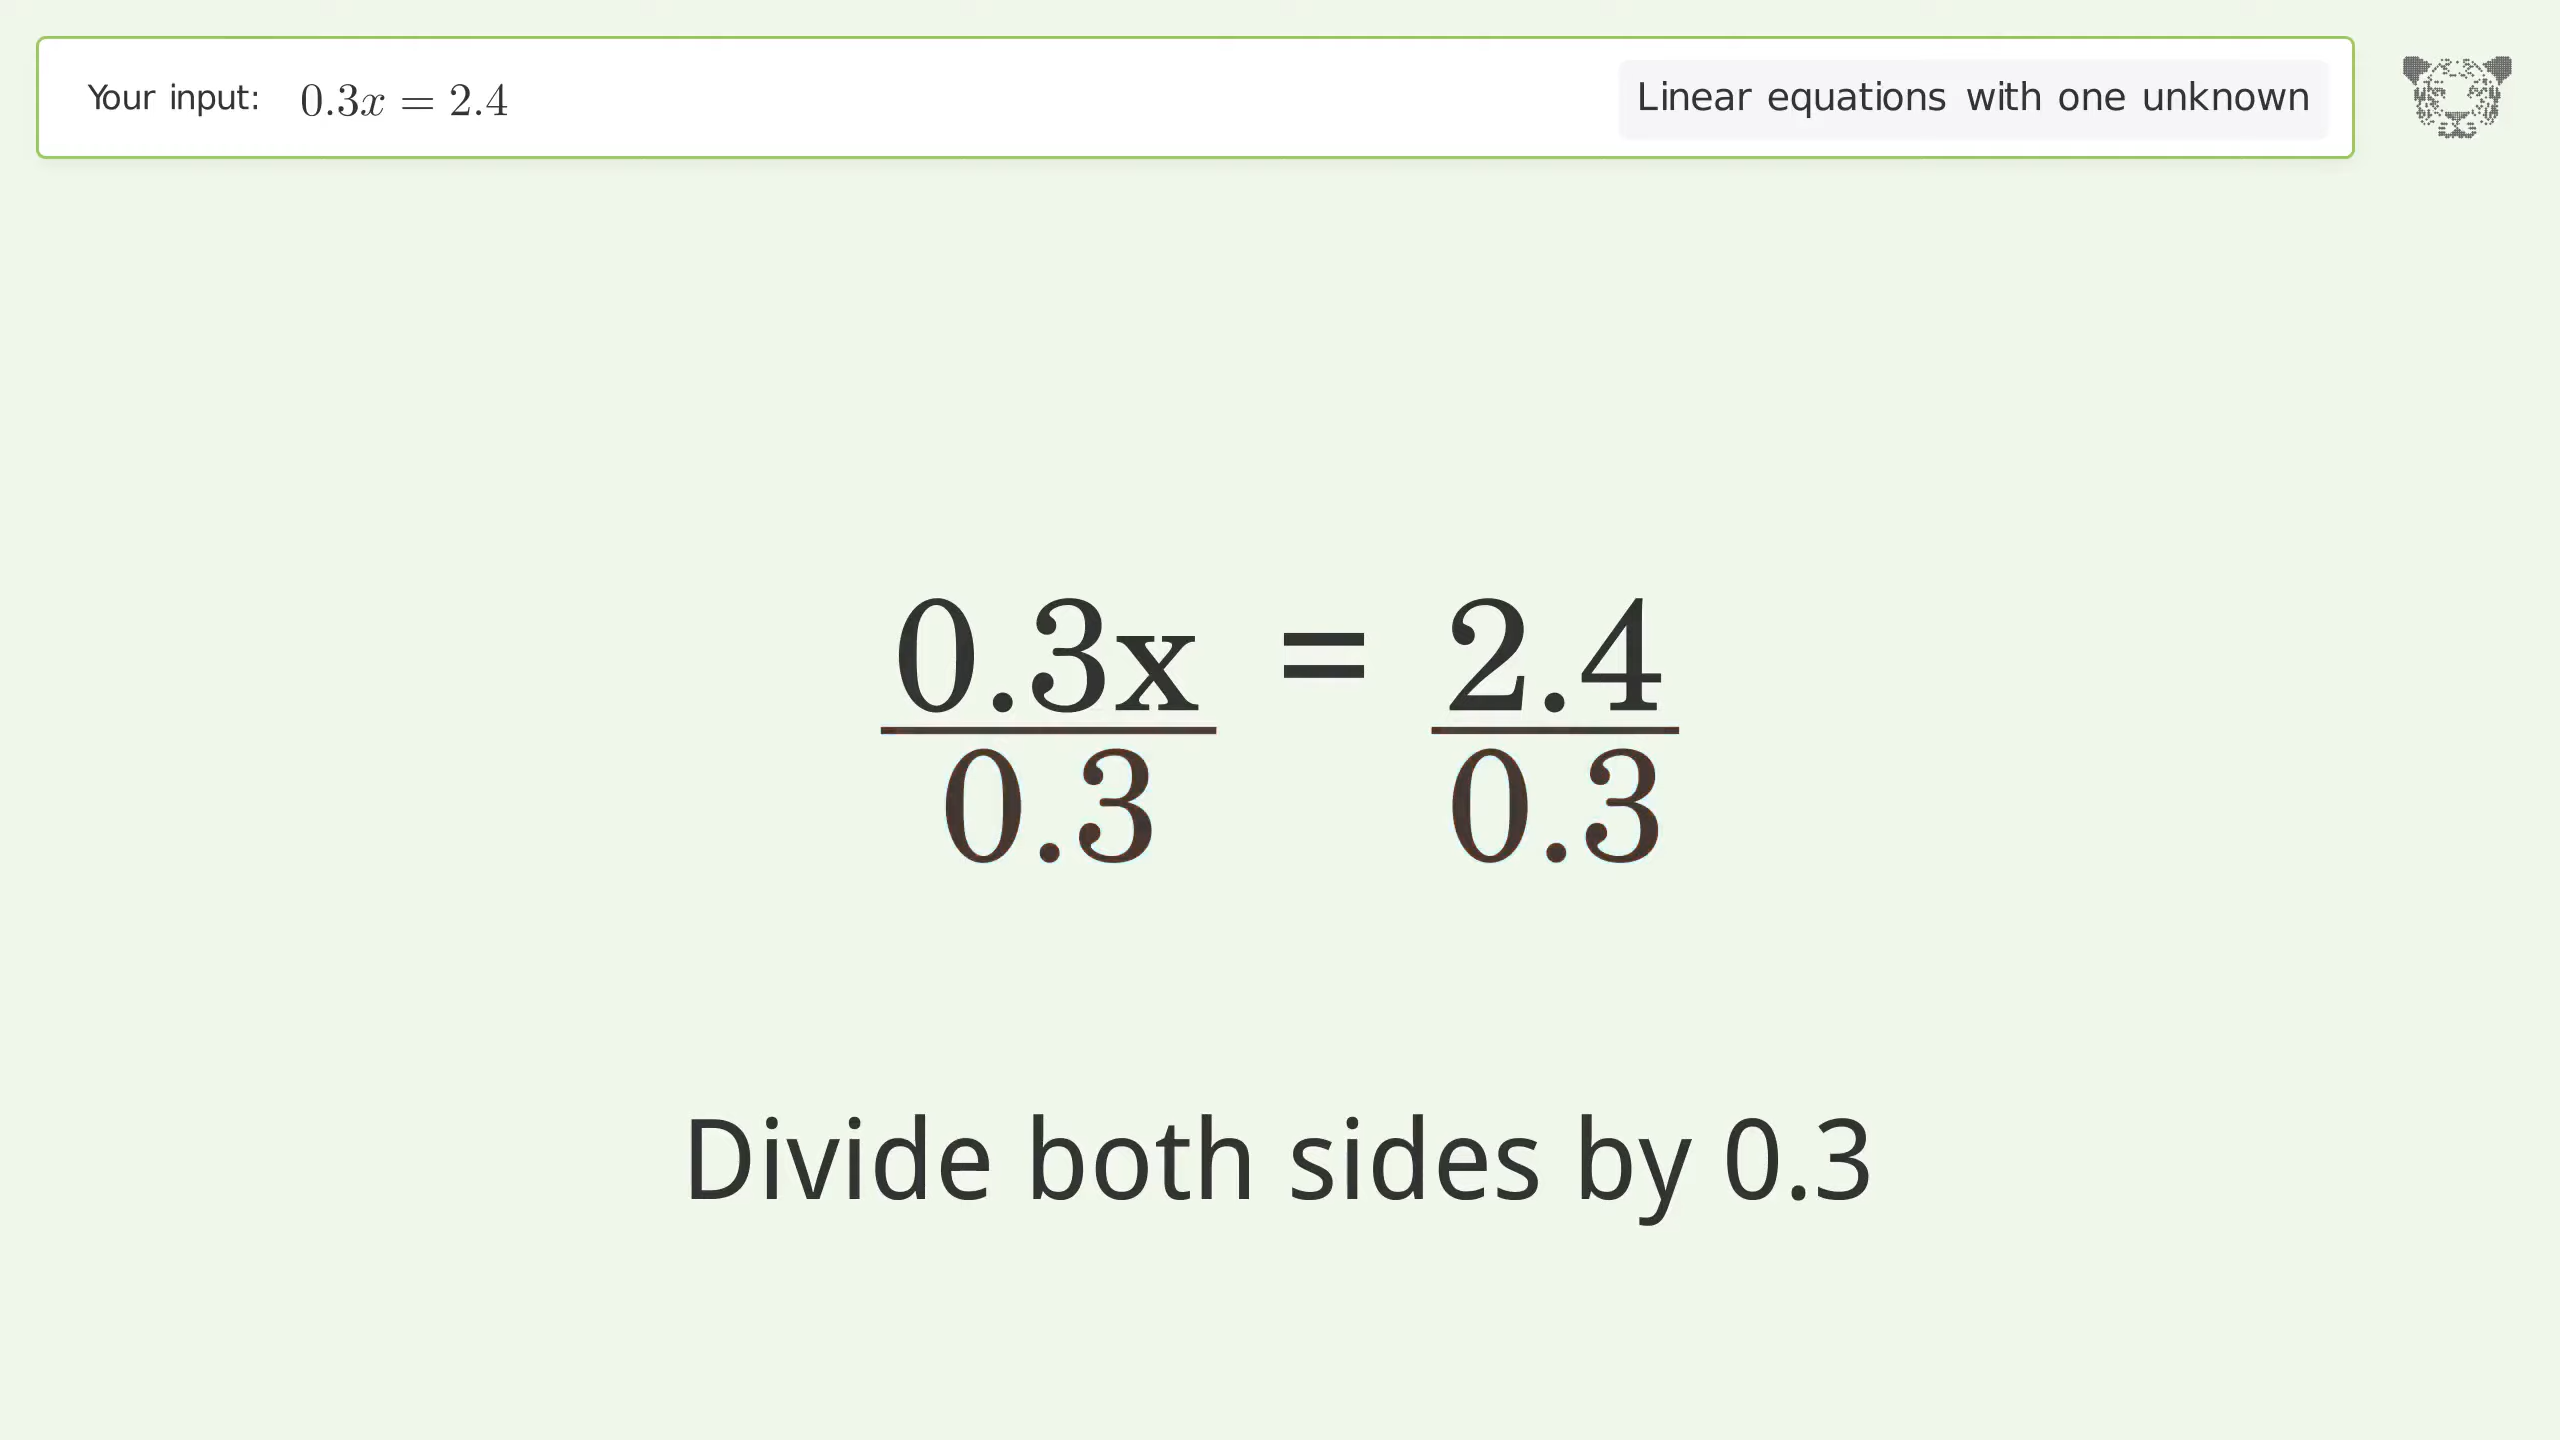 Your input: 0.3x = 2.4
Linear equations with one unknown
0.3x = 2.4
0.3 0.3
Divide both sides by 0.3